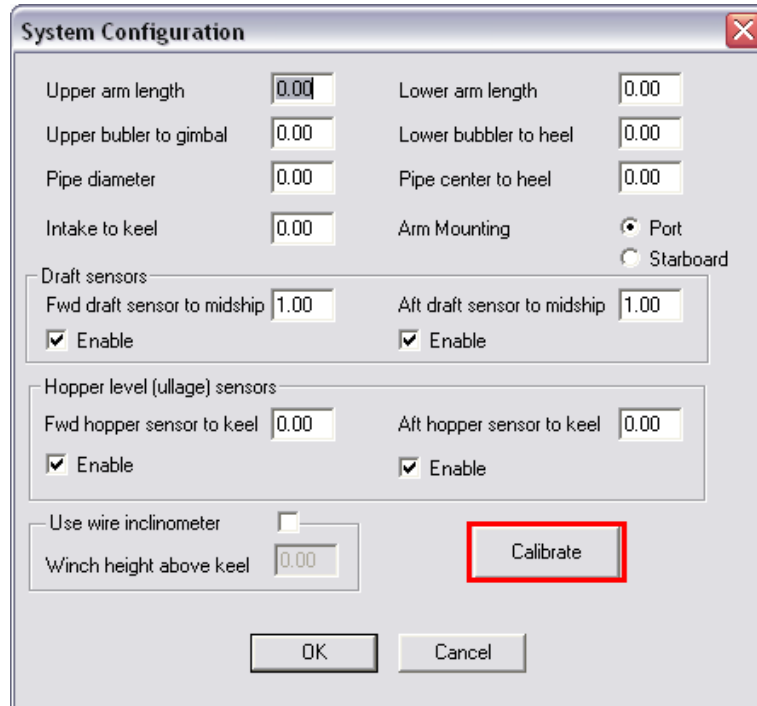 System Configuration
Upper arm length 0.00 Lower arm length 0.00
Upper bubler to gimbal 0.00 Lower bubbler to heel 0.00
Pipe diameter 0.00 Pipe center to heel 0.00
Intake to keel 0.00 Arm Mounting Port
Starboard
Draft sensors
Fwd draft sensor to midship 1.00 Aft draft sensor to midship 1.00
Enable Enable
Hopper level (ullage) sensors
Fwd hopper sensor to keel 0.00 Aft hopper sensor to keel 0.00
Enable Enable
Use wire inclinometer
Winch height above keel 0.00
Calibrate
OK Cancel